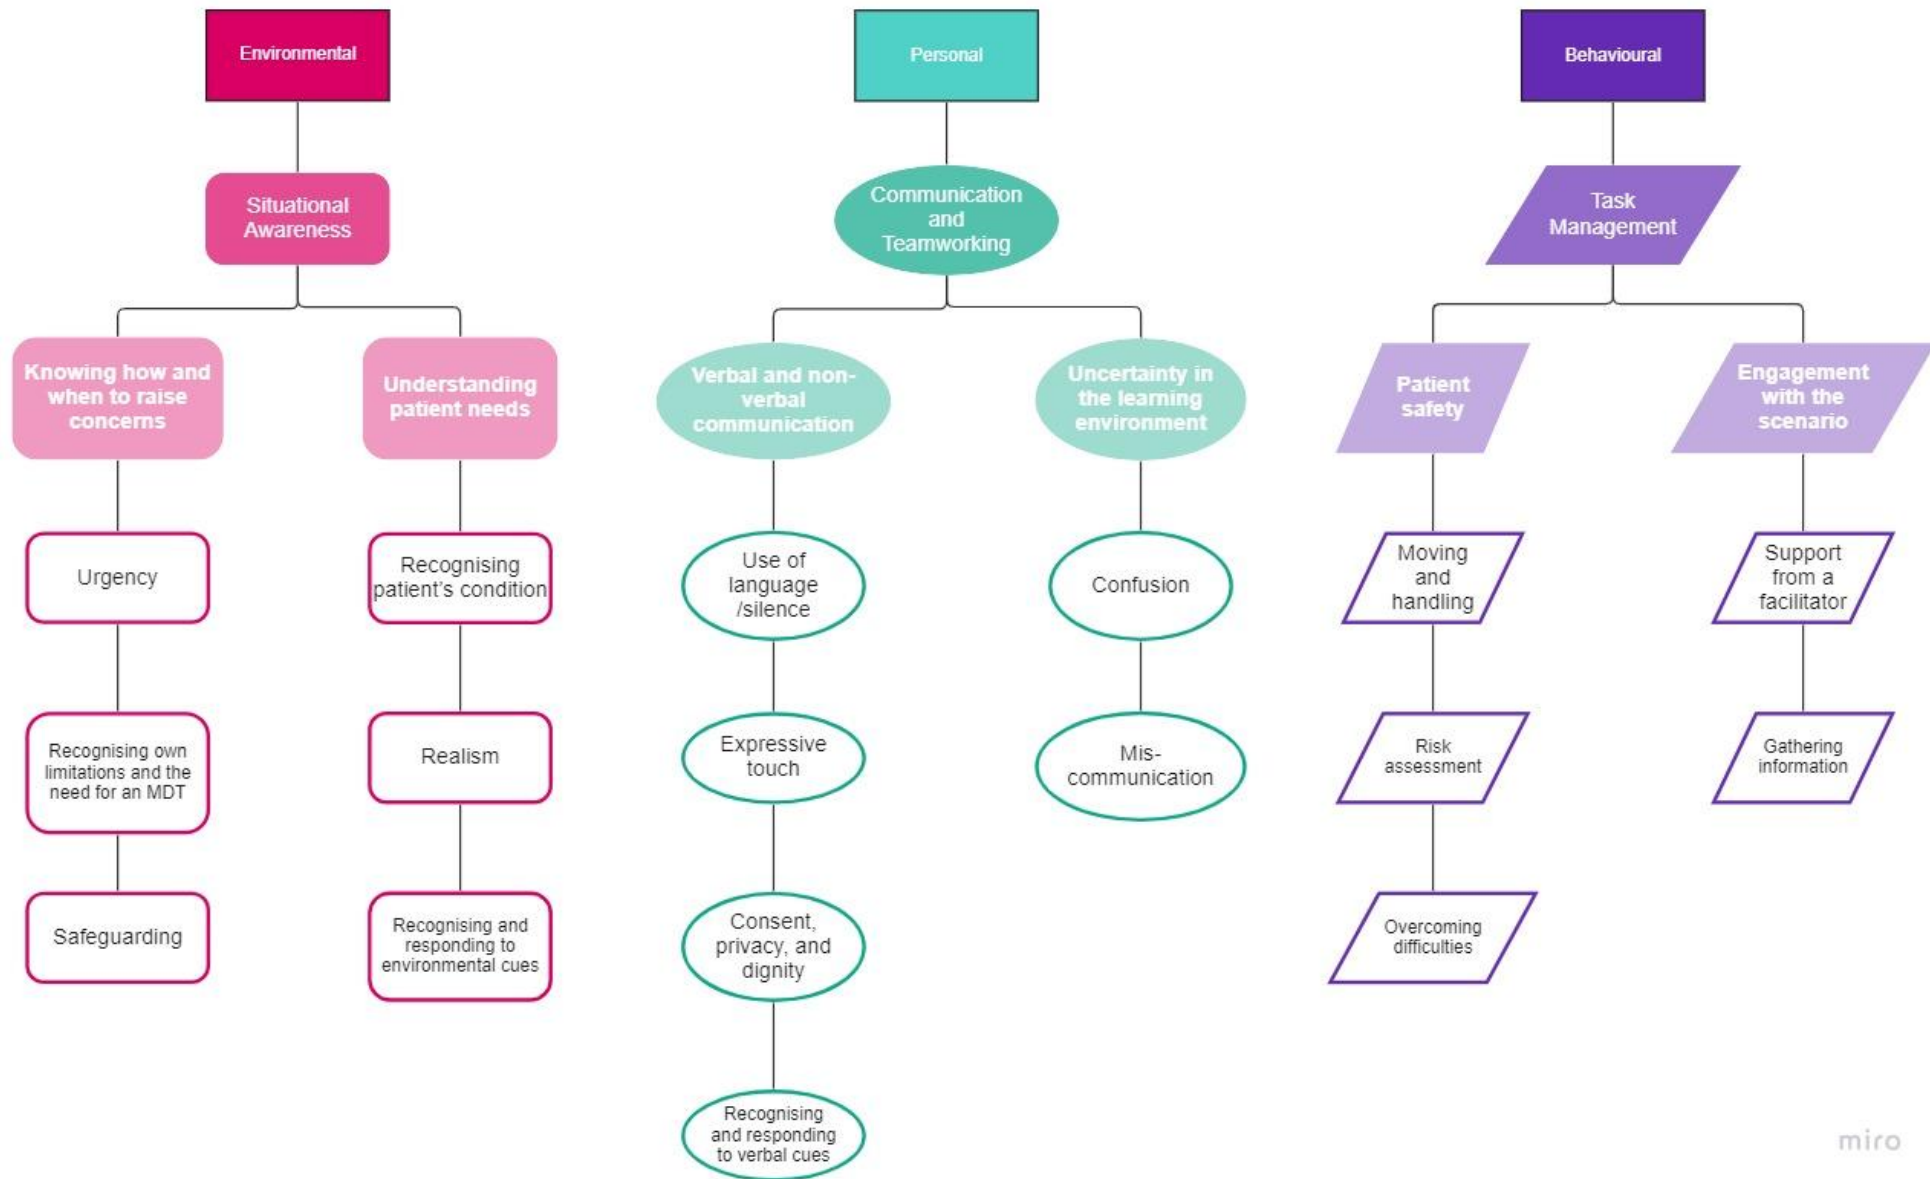 Environmental
Personal
Behavioural
Situational
Awareness
Communication
and
Teamworking
Task
Management
Knowing how and
when to raise
concerns
Understanding
patient needs
Verbal and non-
verbal
communication
Uncertainty in
the learning
environment
Patient
safety
Engagement
with the
scenario
Urgency
Recognising
patient's condition
Use of
language
/silence
Confusion
Moving
and
handling
Support
from a
facilitator
Recognising own
limitations and the
need for an MDT
Realism
Expressive
touch
Mis-
communication
Risk
assessment
Gathering
information
Safeguarding
Recognising and
responding to
environmental cues
Consent,
privacy, and
dignity
Overcoming
difficulties
Recognising
and responding
to verbal cues
miro